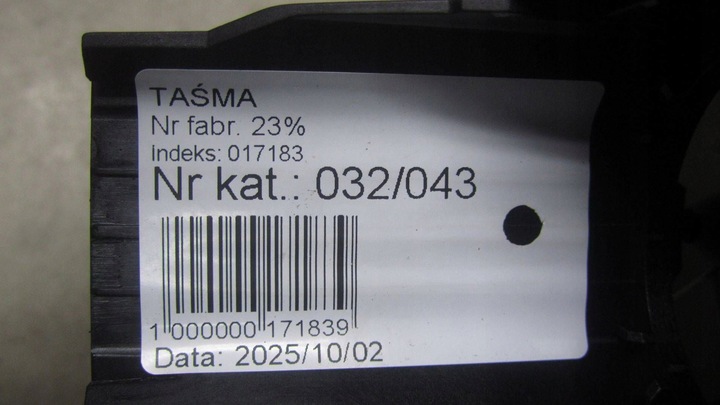 TAŚMA
Nr fabr. 23%
Indeks: 017183
Nr kat.: 032/043
1 000000 171839
Data: 2025/10/02